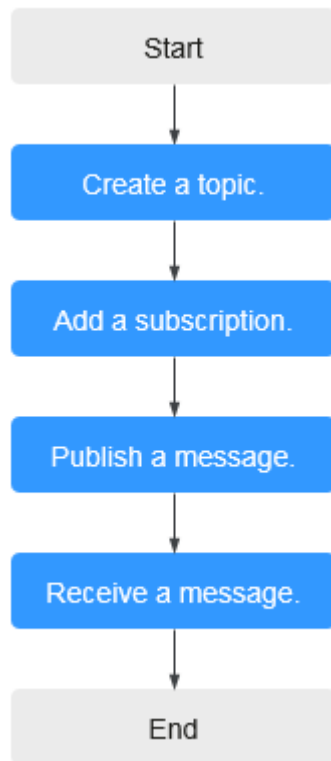 Start
Create a topic.
Add a subscription.
Publish a message.
Receive a message.
End